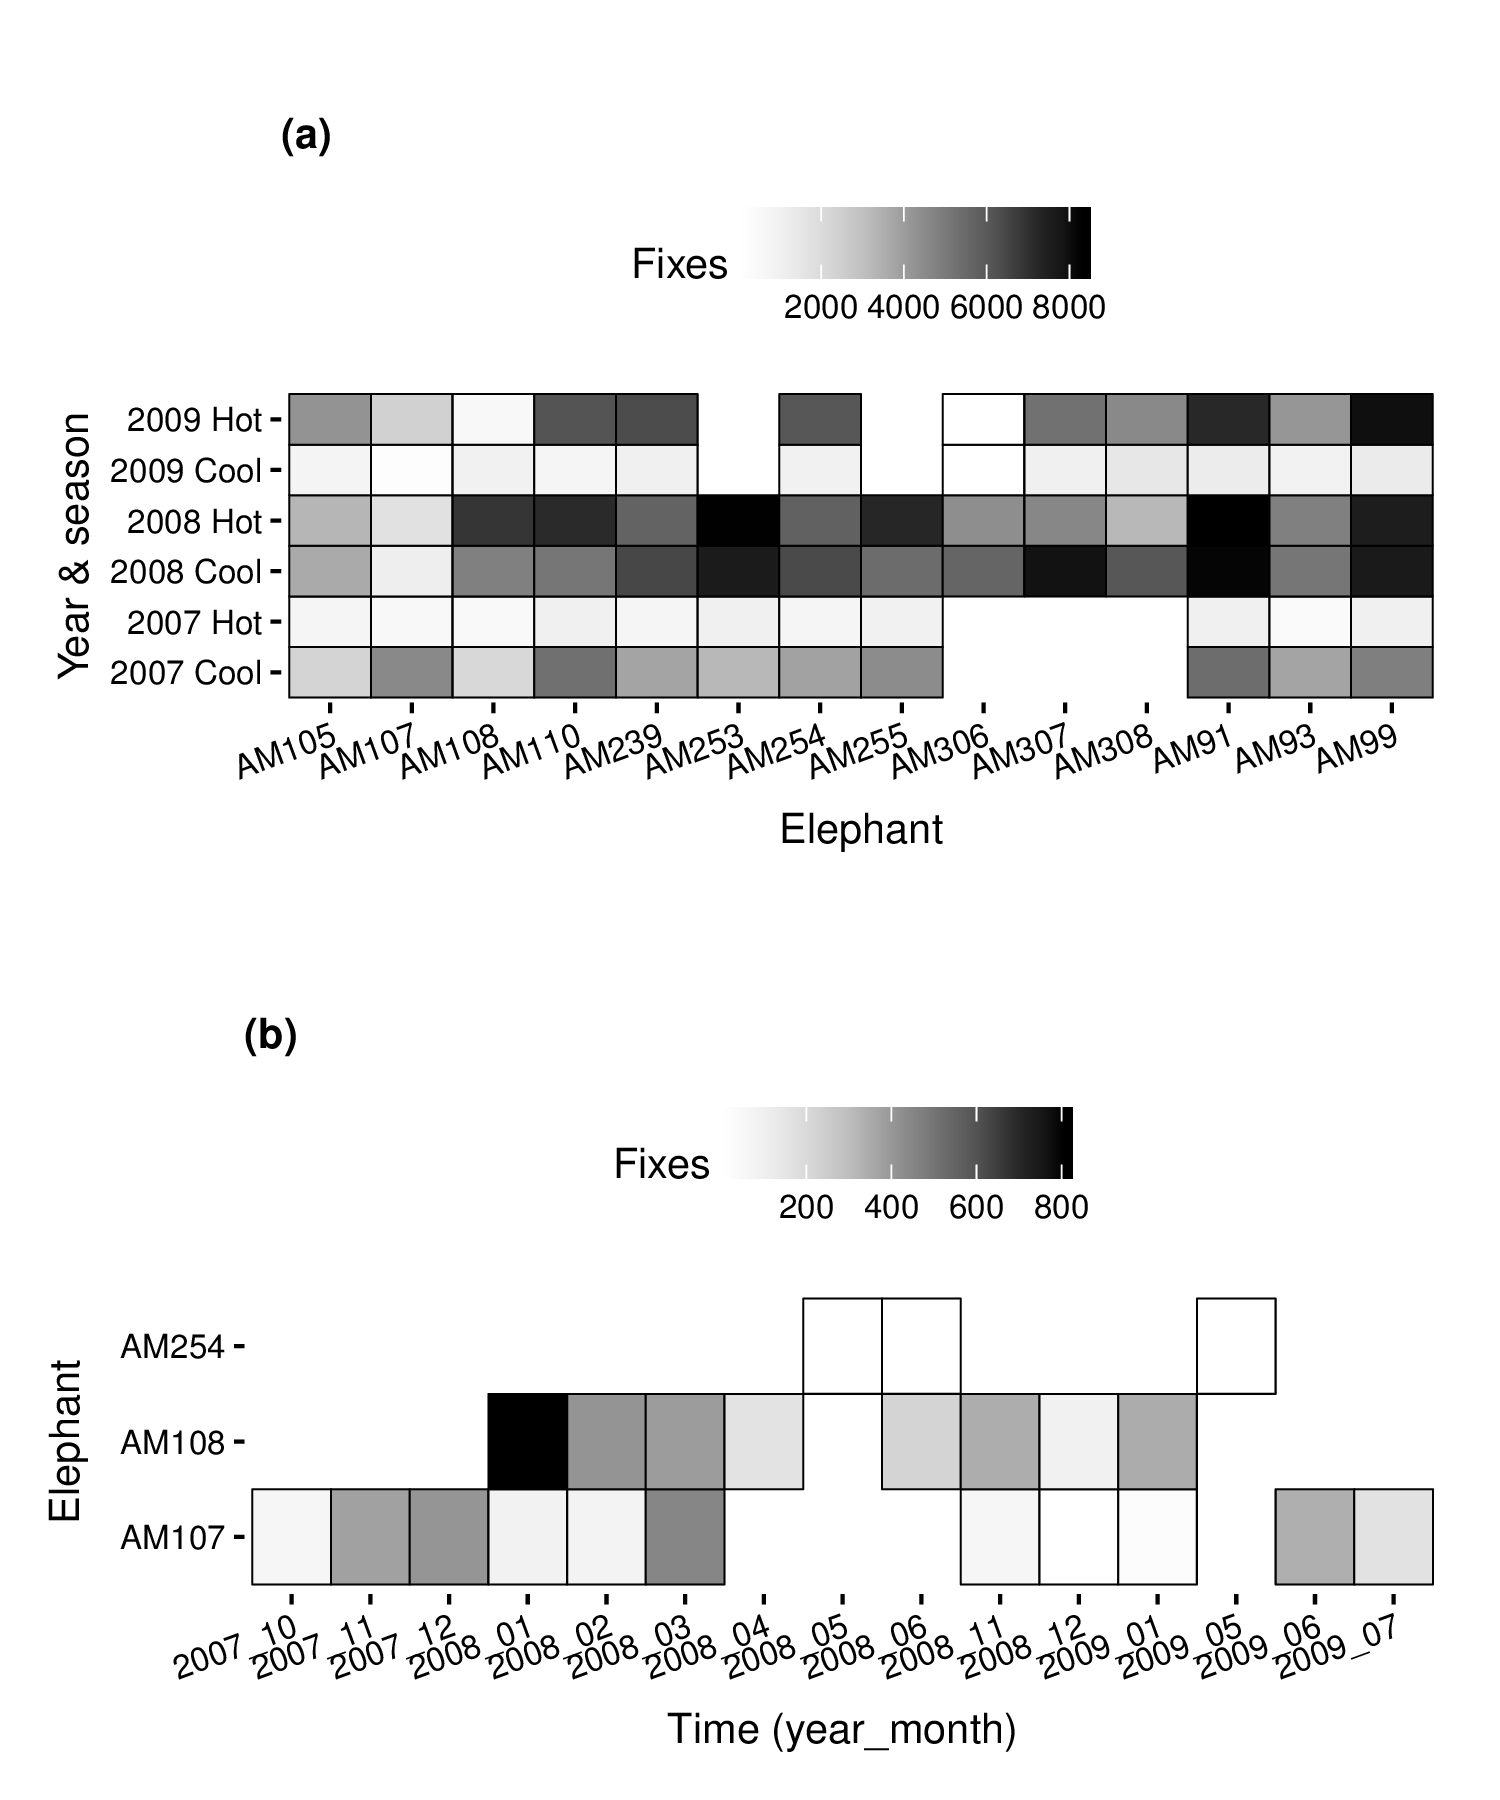 (a)
Fixes
2000 4000 6000 8000
Year & season
2009 Hot
2009 Cool
2008 Hot
2008 Cool
2007 Hot
2007 Cool
AM105 AM107 AM108 AM110 AM239 AM253 AM254 AM255 AM306 AM307 AM308 AM91 AM93 AM99
Elephant
(b)
Fixes
200 400 600 800
Elephant
AM254
AM108
AM107
2007_10 2007_11 2007_12 2008_01 2008_02 2008_03 2008_04 2008_05 2008_06 2008_11 2008_12 2009_01 2009_05 2009_06 2009_07
Time (year_month)